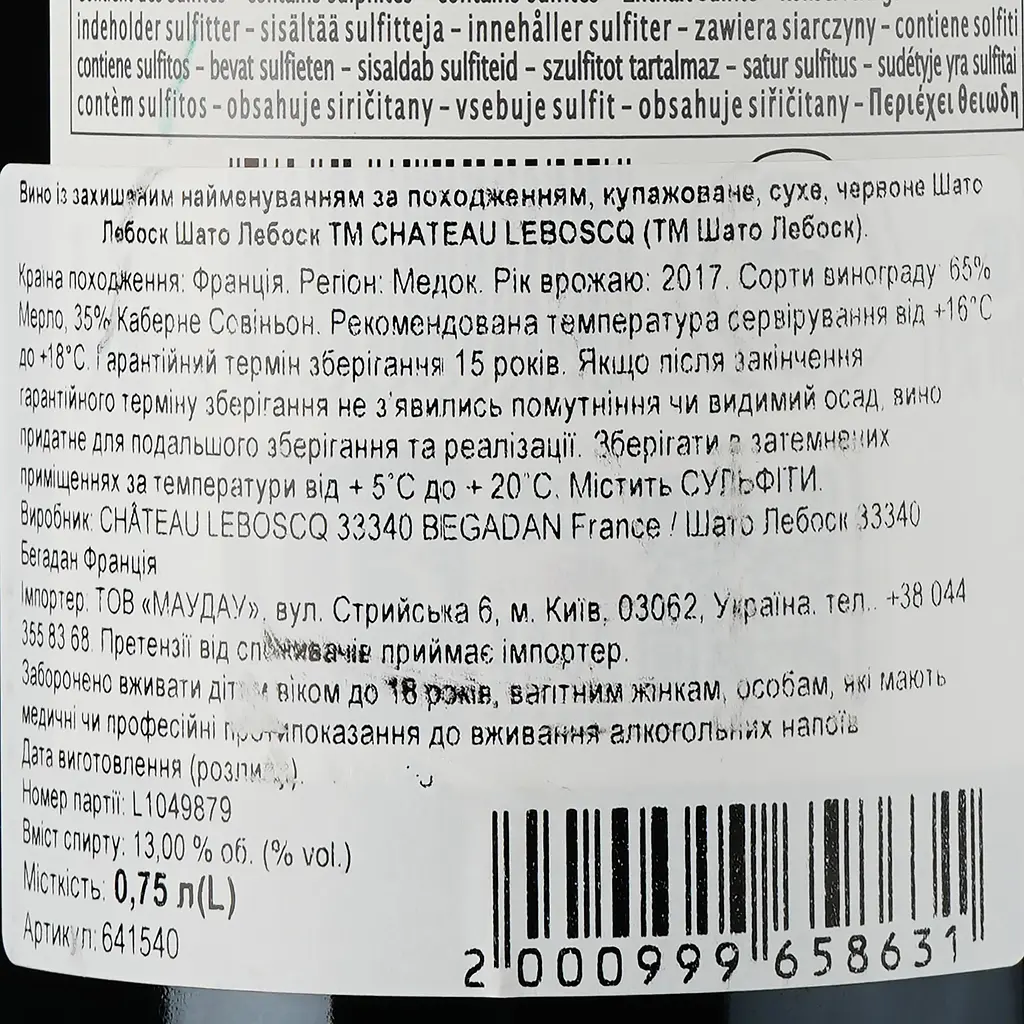 indeholder sulfitter – sisältää sulfitteja – innehåller sulfiter – zawiera siarczyny – contiene solfiti
contiene sulfitos – bevat sulfieten – sisaldab sulfiteid – szulfitot tartalmaz – satur sulfitus – sudėtyje yra sulfitai
contèm sulfitos – obsahuje siričitany – vsebuje sulfit – obsahuje siřičitany – Περιέχει θειωδη
Вино із захищеним найменуванням за походженням, купажоване, сухе, червоне Шато
Лебоск Шато Лебоск ТМ CHATEAU LEBOSCQ (ТМ Шато Лебоск).
Країна походження: Франція. Регіон: Медок. Рік врожаю: 2017. Сорти винограду 65%
Мерло, 35% Каберне Совіньон. Рекомендована температура сервірування від +16°С
до +18°С. Гарантійний термін зберігання 15 років. Якщо після закінчення
гарантійного терміну зберігання не з'явились помутніння чи видимий осад, вино
придатне для подальшого зберігання та реалізації. Зберігати в затемнених
приміщеннях за температури від + 5°С до + 20°С. Містить СУЛЬФІТИ.
Виробник: CHÂTEAU LEBOSCQ 33340 BEGADAN France / Шато Лебоск 33340
Бегадан Франція
Імпортер: ТОВ «МАУДАУ», вул. Стрийська 6, м. Київ, 03062, Україна. тел.. +38 044
355 83 68. Претензії від споживачів приймає імпортер.
Заборонено вживати дітям віком до 18 років, вагітним жінкам, особам, які мають
медичні чи професійні протипоказання до вживання алкогольних напоїв
Дата виготовлення (розливу).
Номер партії: L1049879
Вміст спирту: 13,00 % об. (% vol.)
Місткість: 0,75 л(L)
Артикул: 641540
2 000999 658631